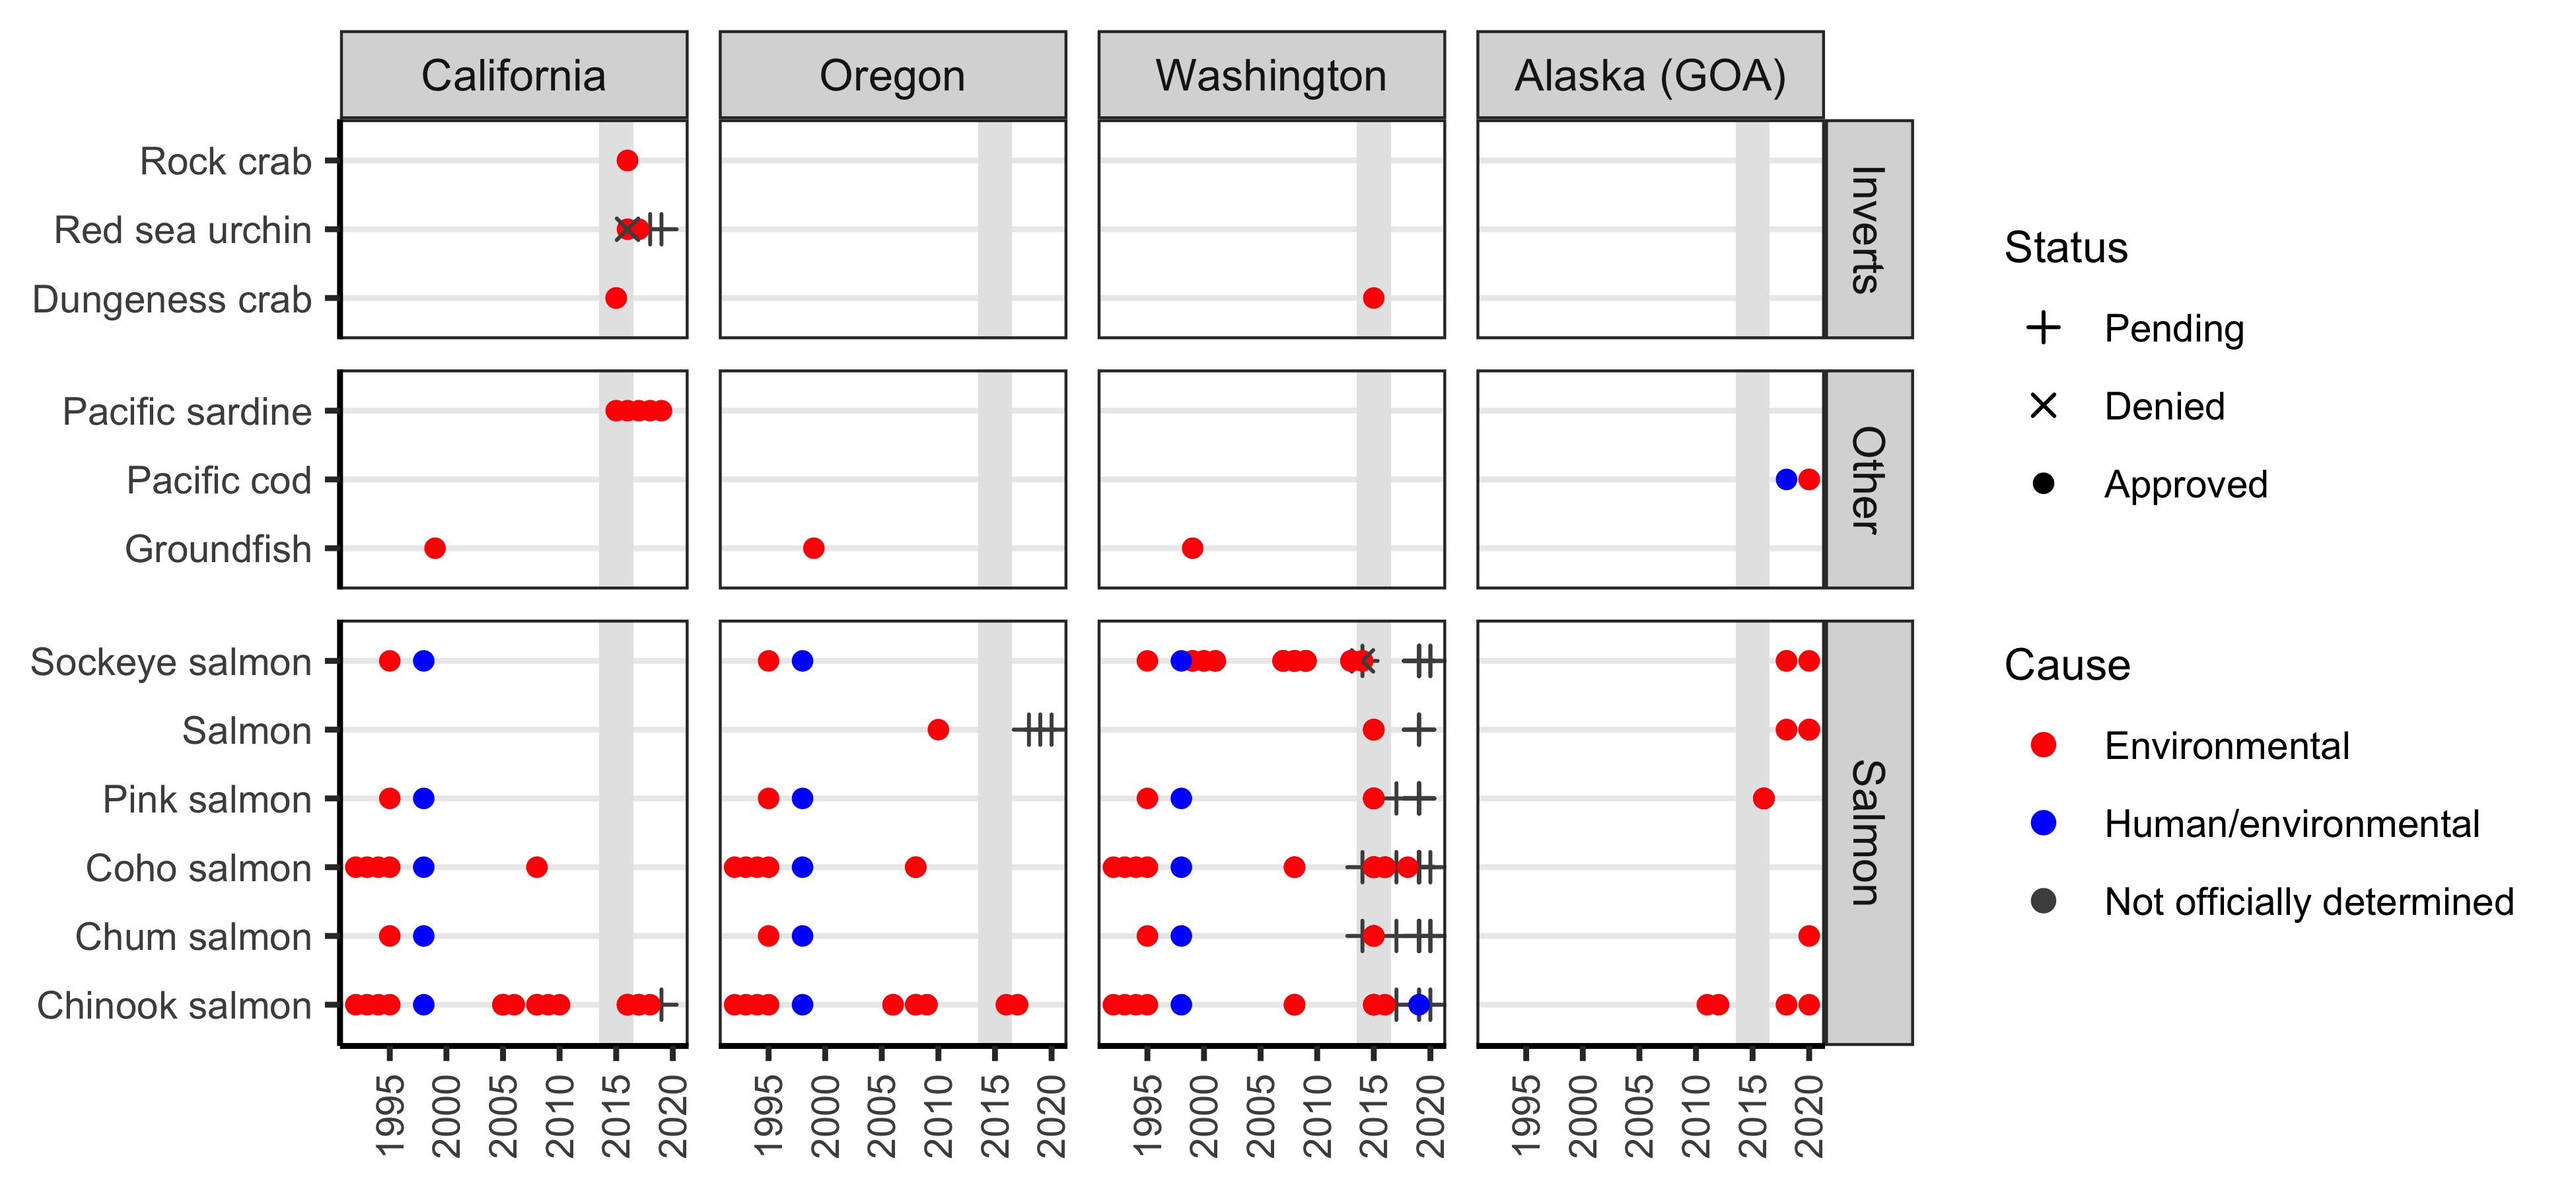 California
Oregon
Washington
Alaska (GOA)
Rock crab
Red sea urchin
Dungeness crab
Inverts
Pacific sardine
Pacific cod
Groundfish
Other
Sockeye salmon
Salmon
Pink salmon
Coho salmon
Chum salmon
Chinook salmon
Salmon
1995 2000 2005 2010 2015 2020
1995 2000 2005 2010 2015 2020
1995 2000 2005 2010 2015 2020
1995 2000 2005 2010 2015 2020
Status
Pending
Denied
Approved
Cause
Environmental
Human/environmental
Not officially determined